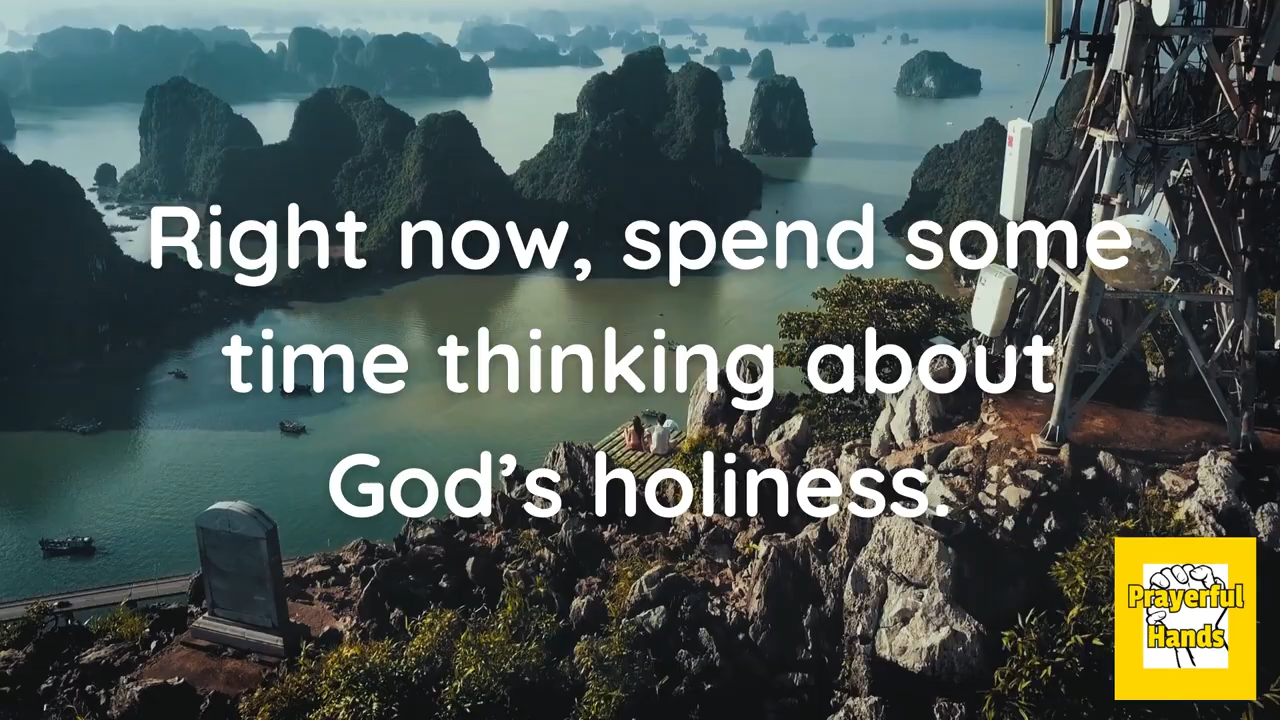 Right now, spend some
time thinking about
God’s holiness.
Prayerful
Hands